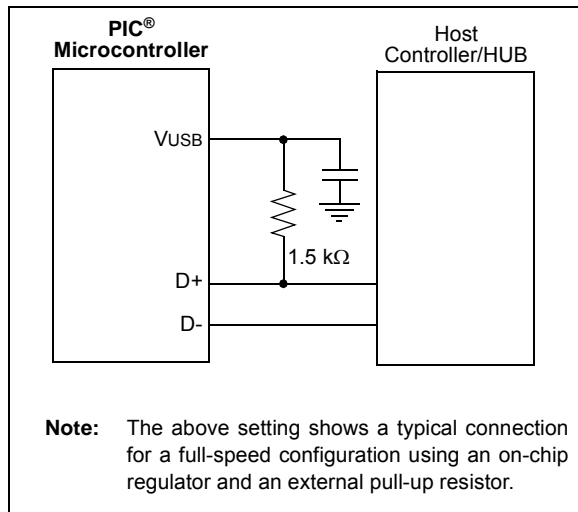 PIC®
Microcontroller
Host
Controller/HUB
VUSB
1.5 kΩ
D+
D-
Note: The above setting shows a typical connection
for a full-speed configuration using an on-chip
regulator and an external pull-up resistor.